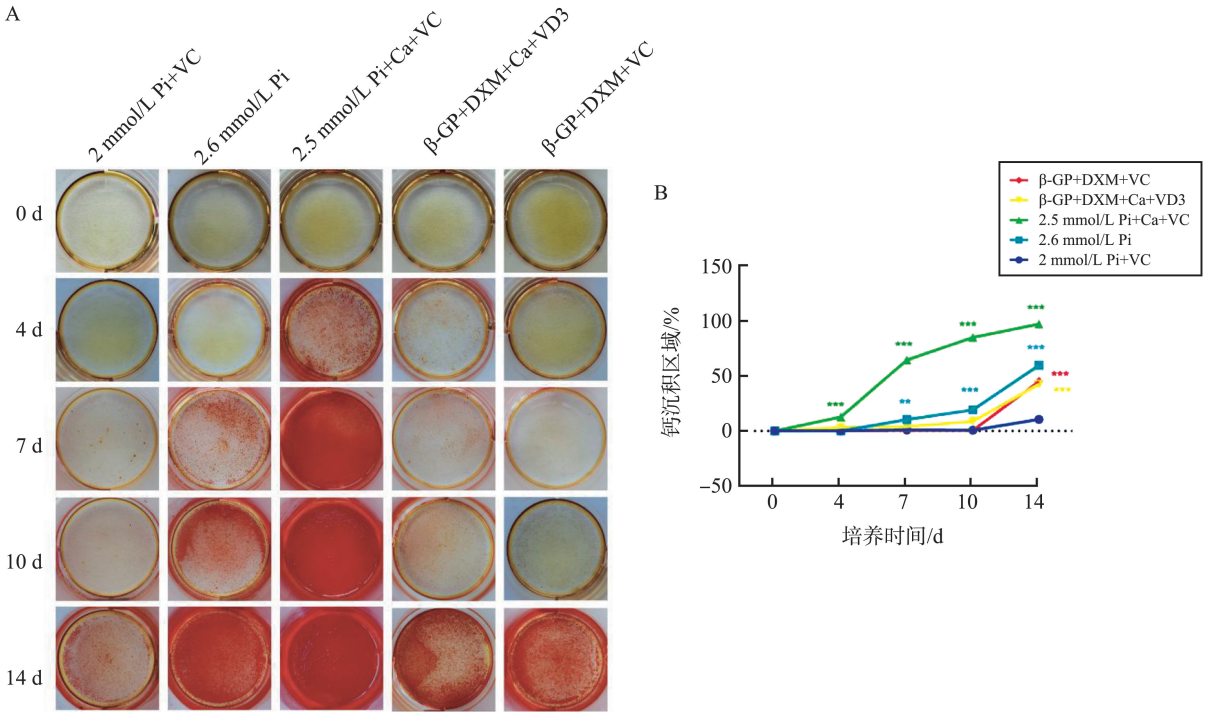 A
2 mmol/L Pi+VC
2.6 mmol/L Pi
2.5 mmol/L Pi+Ca+VC
β-GP+DXM+Ca+VD3
β-GP+DXM+VC
0 d
4 d
7 d
10 d
14 d
B
β-GP+DXM+VC
β-GP+DXM+Ca+VD3
2.5 mmol/L Pi+Ca+VC
2.6 mmol/L Pi
2 mmol/L Pi+VC
钙沉积区域/%
150
100
50
0
-50
***
***
***
***
***
**
***
***
***
0
4
7
10
14
培养时间/d